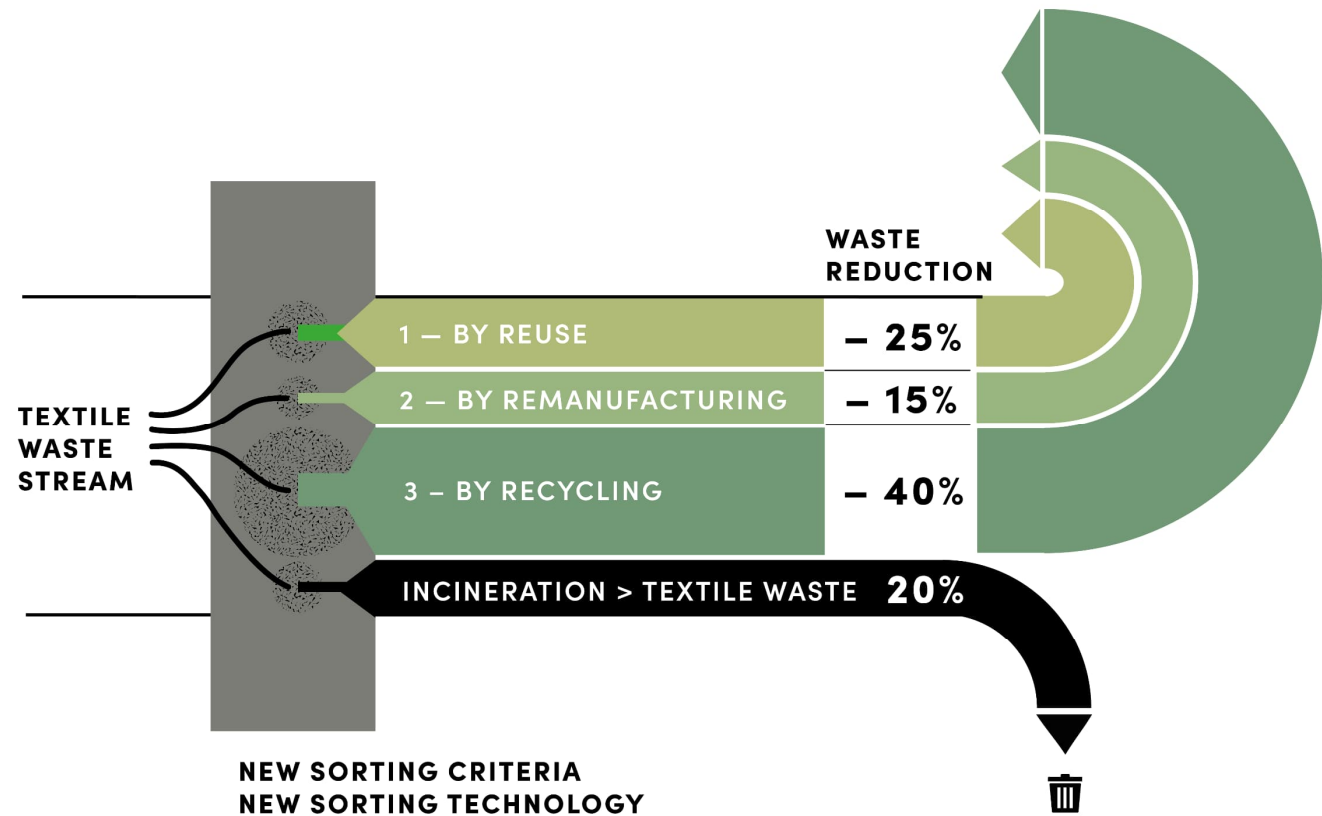 WASTE
REDUCTION
1 — BY REUSE
– 25%
2 — BY REMANUFACTURING
– 15%
TEXTILE
WASTE
STREAM
3 – BY RECYCLING
– 40%
INCINERATION > TEXTILE WASTE 20%
NEW SORTING CRITERIA
NEW SORTING TECHNOLOGY